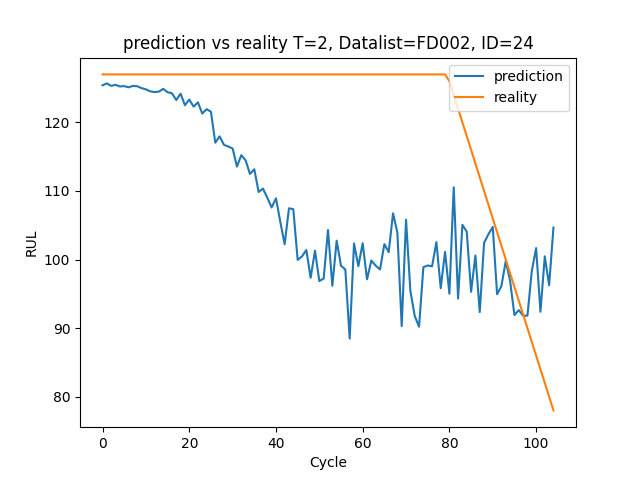 prediction vs reality T=2, Datalist=FD002, ID=24
prediction
reality
RUL
120
110
100
90
80
0 20 40 60 80 100
Cycle